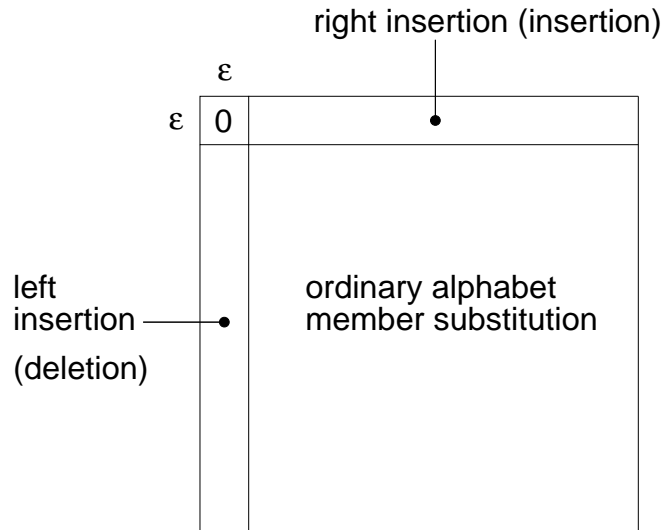 right insertion (insertion)
ε
ε 0
left
insertion
(deletion)
ordinary alphabet
member substitution